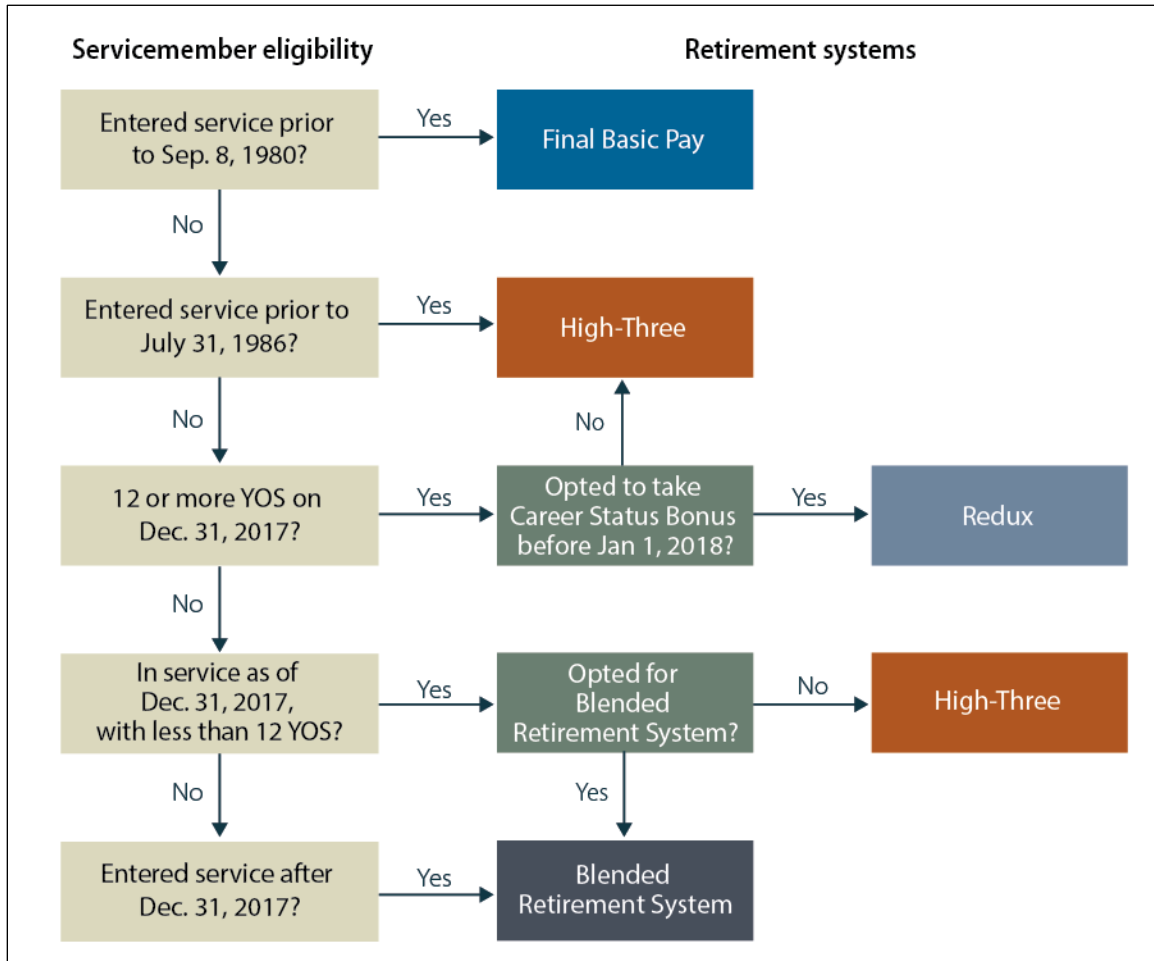 Servicemember eligibility
Retirement systems
Entered service prior
to Sep. 8, 1980?
Yes
Final Basic Pay
No
Entered service prior to
July 31, 1986?
Yes
High-Three
No
No
12 or more YOS on
Dec. 31, 2017?
Yes
Opted to take
Career Status Bonus
before Jan 1, 2018?
Yes
Redux
No
In service as of
Dec. 31, 2017,
with less than 12 YOS?
Yes
Opted for
Blended
Retirement System?
No
High-Three
No
Yes
Entered service after
Dec. 31, 2017?
Yes
Blended
Retirement System